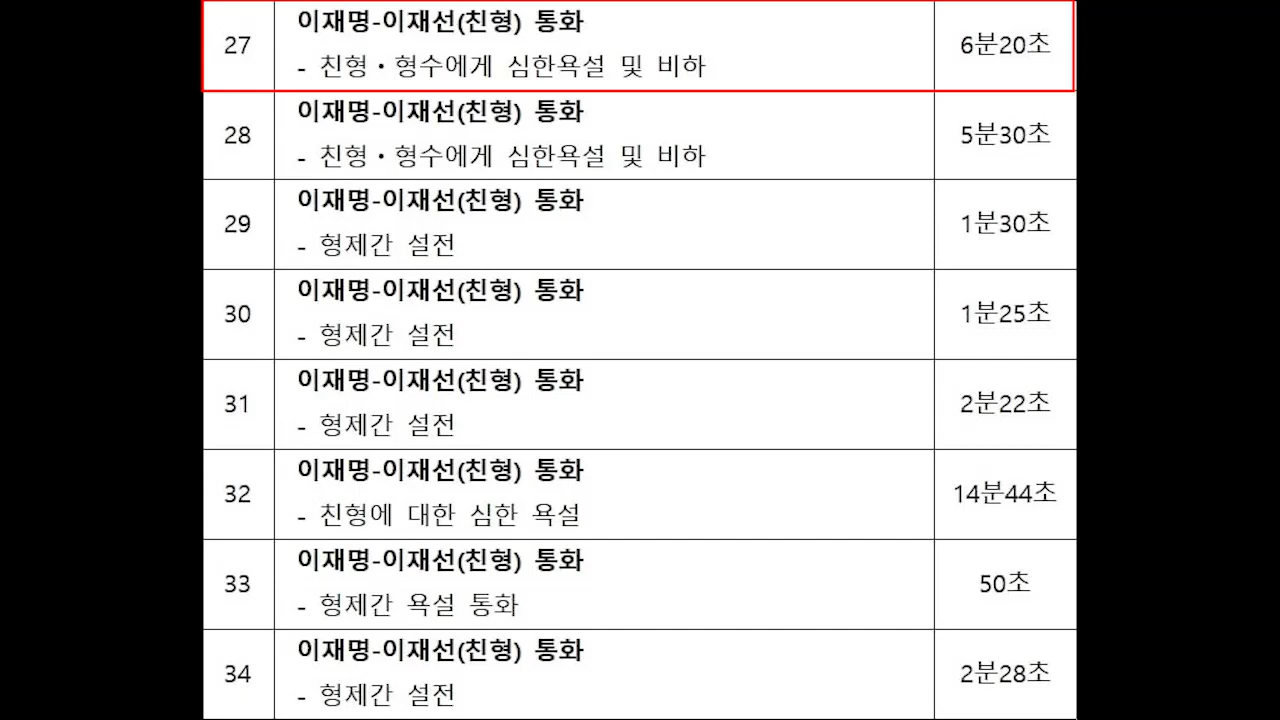 27
이재명-이재선(친형) 통화
- 친형・형수에게 심한욕설 및 비하
6분20초
28
이재명-이재선(친형) 통화
- 친형・형수에게 심한욕설 및 비하
5분30초
29
이재명-이재선(친형) 통화
- 형제간 설전
1분30초
30
이재명-이재선(친형) 통화
- 형제간 설전
1분25초
31
이재명-이재선(친형) 통화
- 형제간 설전
2분22초
32
이재명-이재선(친형) 통화
- 친형에 대한 심한 욕설
14분44초
33
이재명-이재선(친형) 통화
- 형제간 욕설 통화
50초
34
이재명-이재선(친형) 통화
- 형제간 설전
2분28초